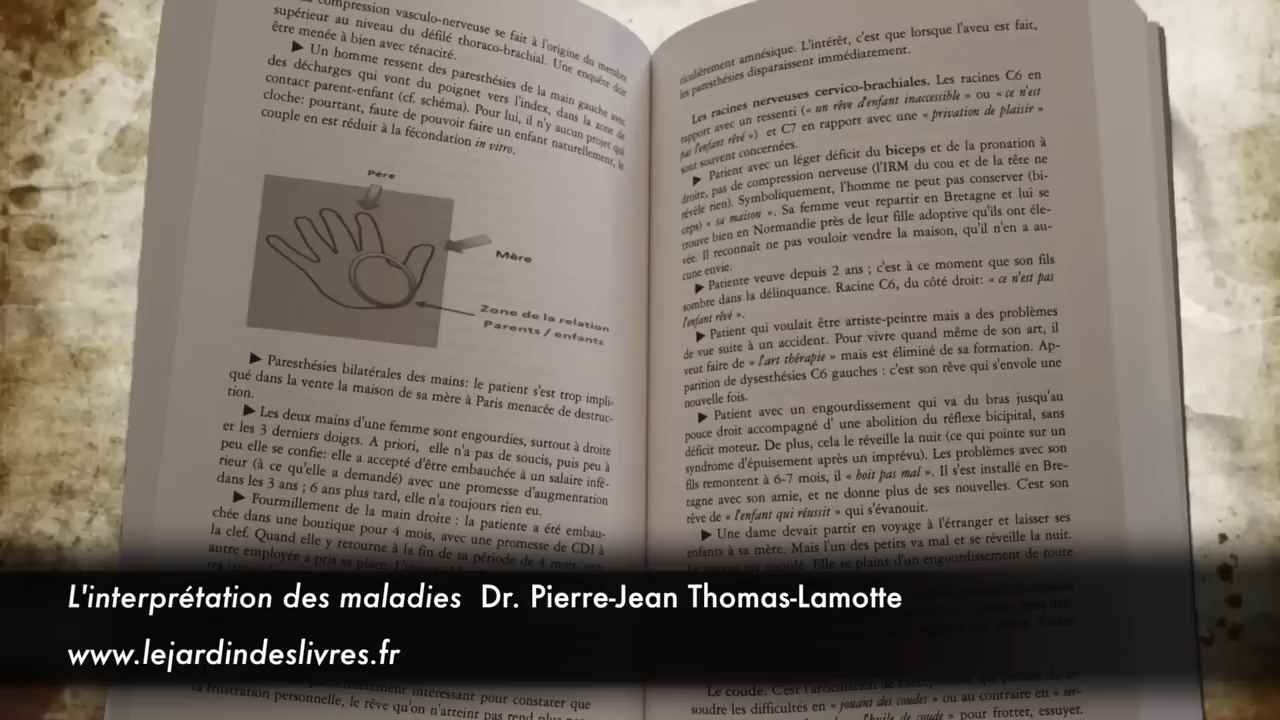 compression vasculo-nerveuse se fait à l'origine du membre
supérieur au niveau du défilé thoraco-brachial. Une enquête doit
être menée à bien avec ténacité.
▶ Un homme ressent des paresthésies de la main gauche avec
des décharges qui vont du poignet vers l'index, dans la zone de
contact parent-enfant (cf. schéma). Pour lui, il n'y aucun projet qui
cloche: pourtant, faute de pouvoir faire un enfant naturellement, le
couple en est réduit à la fécondation in vitro.
Père
Mère
Zone de la relation
Parents / enfants
▶ Paresthésies bilatérales des mains: le patient s'est trop impli-
qué dans la vente la maison de sa mère à Paris menacée de destruc-
tion.
▶ Les deux mains d'une femme sont engourdies, surtout à droite
et les 3 derniers doigts. A priori, elle n'a pas de soucis, puis peu à
peu elle se confie: elle a accepté d'être embauchée à un salaire infé-
rieur (à ce qu'elle a demandé) avec une promesse d'augmentation
dans les 3 ans ; 6 ans plus tard, elle n'a toujours rien eu.
▶ Fourmillement de la main droite : la patiente a été embau-
chée dans une boutique pour 4 mois, avec une promesse de CDI à
la clef. Quand elle y retourne à la fin de sa période de 4 mois, une
autre employée a pris sa place.
intéressant pour constater que
la frustration personnelle, le rêve qu'on n'atteint pas rend plus
ticulièrement amnésique. L'intérêt, c'est que lorsque l'aveu est fait,
les paresthésies disparaissent immédiatement.
Les racines nerveuses cervico-brachiales. Les racines C6 en
rapport avec un ressenti (« un rêve d'enfant inaccessible » ou « ce n'est
pas l'enfant rêvé ») et C7 en rapport avec une « privation de plaisir »
sont souvent concernées.
▶ Patient avec un léger déficit du biceps et de la pronation à
droite, pas de compression nerveuse (l'IRM du cou et de la tête ne
révèle rien). Symboliquement, l'homme ne peut pas conserver (bi-
ceps) « sa maison ». Sa femme veut repartir en Bretagne et lui se
trouve bien en Normandie près de leur fille adoptive qu'ils ont éle-
vée. Il reconnaît ne pas vouloir vendre la maison, qu'il n'en a au-
cune envie.
▶ Patiente veuve depuis 2 ans ; c'est à ce moment que son fils
sombre dans la délinquance. Racine C6, du côté droit: « ce n'est pas
l'enfant rêvé ».
▶ Patient qui voulait être artiste-peintre mais a des problèmes
de vue suite à un accident. Pour vivre quand même de son art, il
veut faire de « l'art thérapie » mais est éliminé de sa formation. Ap-
parition de dysesthésies C6 gauches : c'est son rêve qui s'envole une
nouvelle fois.
▶ Patient avec un engourdissement qui va du bras jusqu'au
pouce droit accompagné d' une abolition du réflexe bicipital, sans
déficit moteur. De plus, cela le réveille la nuit (ce qui pointe sur un
syndrome d'épuisement après un imprévu). Les problèmes avec son
fils remontent à 6-7 mois, il « boit pas mal ». Il s'est installé en Bre-
tagne avec son amie, et ne donne plus de ses nouvelles. C'est son
rêve de « l'enfant qui réussit » qui s'évanouit.
▶ Une dame devait partir en voyage à l'étranger et laisser ses
enfants à sa mère. Mais l'un des petits va mal et se réveille la nuit.
Elle se plaint d'un engourdissement de toute
Le coude. C'est l'articulation de
soudre les difficultés en « jouant des coudes » ou au contraire en « ser-
« l'huile de coude » pour frotter, essuyer.
L'interprétation des maladies Dr. Pierre-Jean Thomas-Lamotte
www.lejardindeslivres.fr